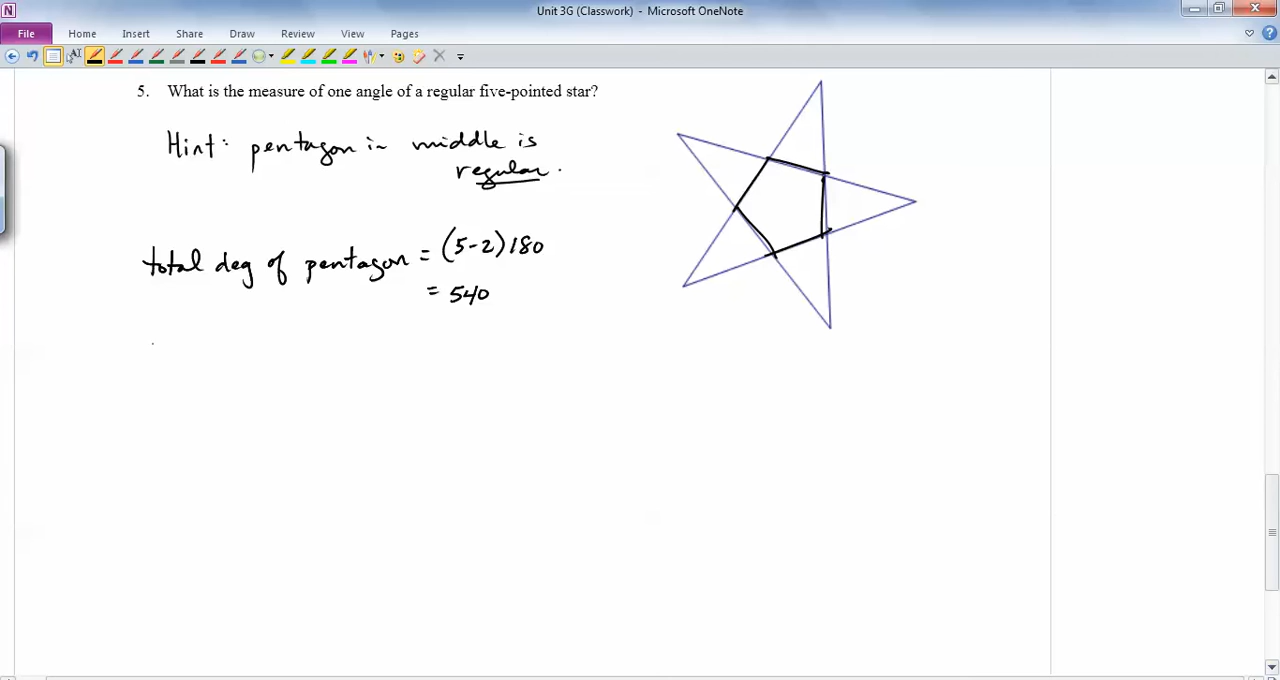 Unit 3G (Classwork) - Microsoft OneNote
File Home Insert Share Draw Review View Pages
5. What is the measure of one angle of a regular five-pointed star?
Hint: pentagon in middle is
regular.
total deg of pentagon = (5-2)180
= 540